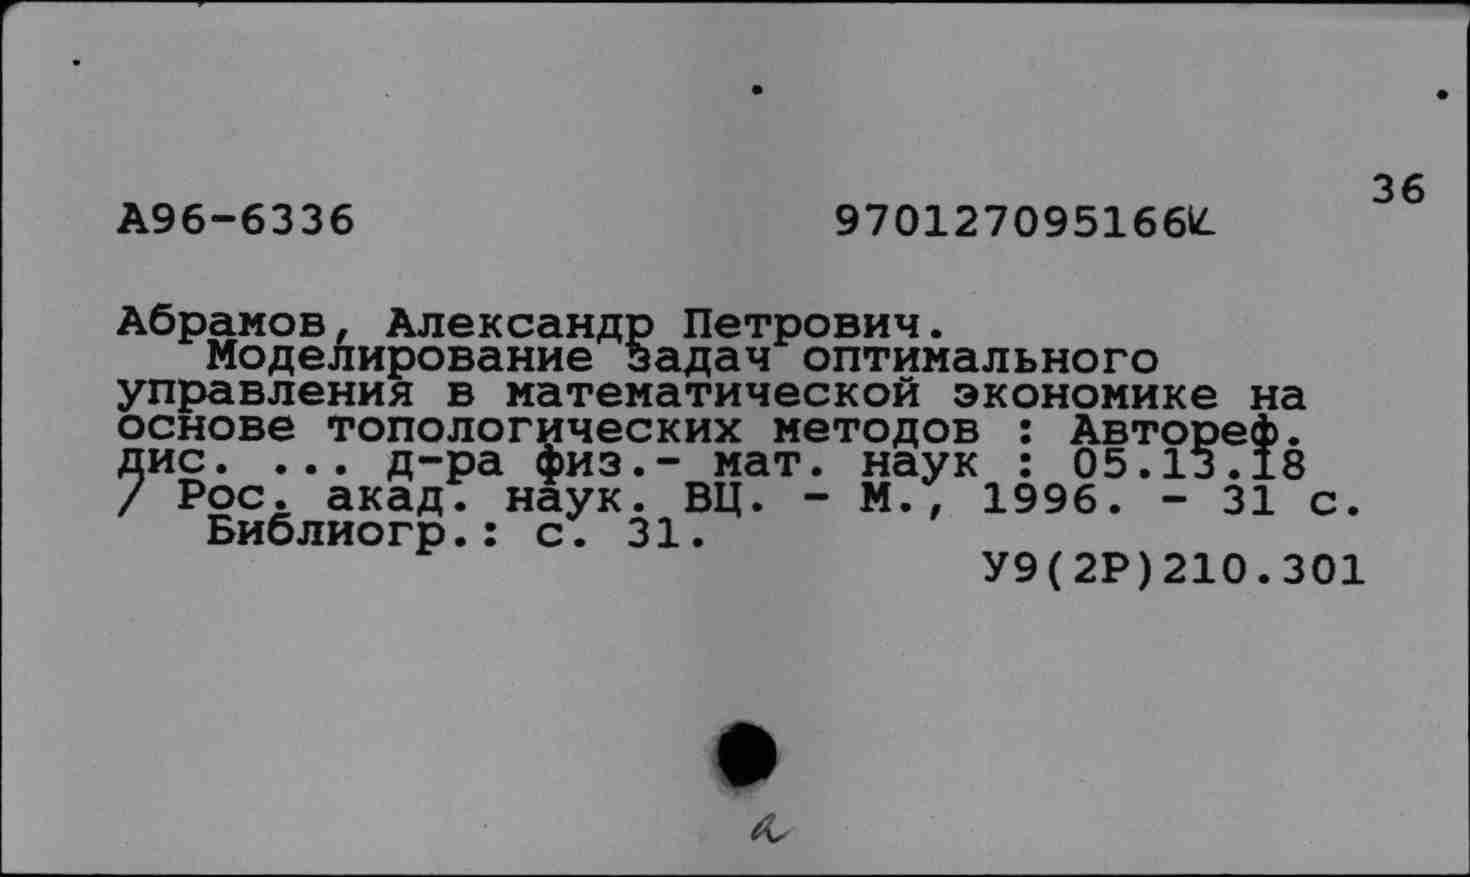 36
А96-6336 970127095166
Абрамов, Александр Петрович.
Моделирование задач оптимального
управления в математической экономике на
основе топологических методов : Автореф.
дис. ... д-ра физ.- мат. наук : 05.13.18
/ Рос. акад. наук. ВЦ. - М., 1996. - 31 с.
Библиогр.: с. 31.
У9(2Р)210.301